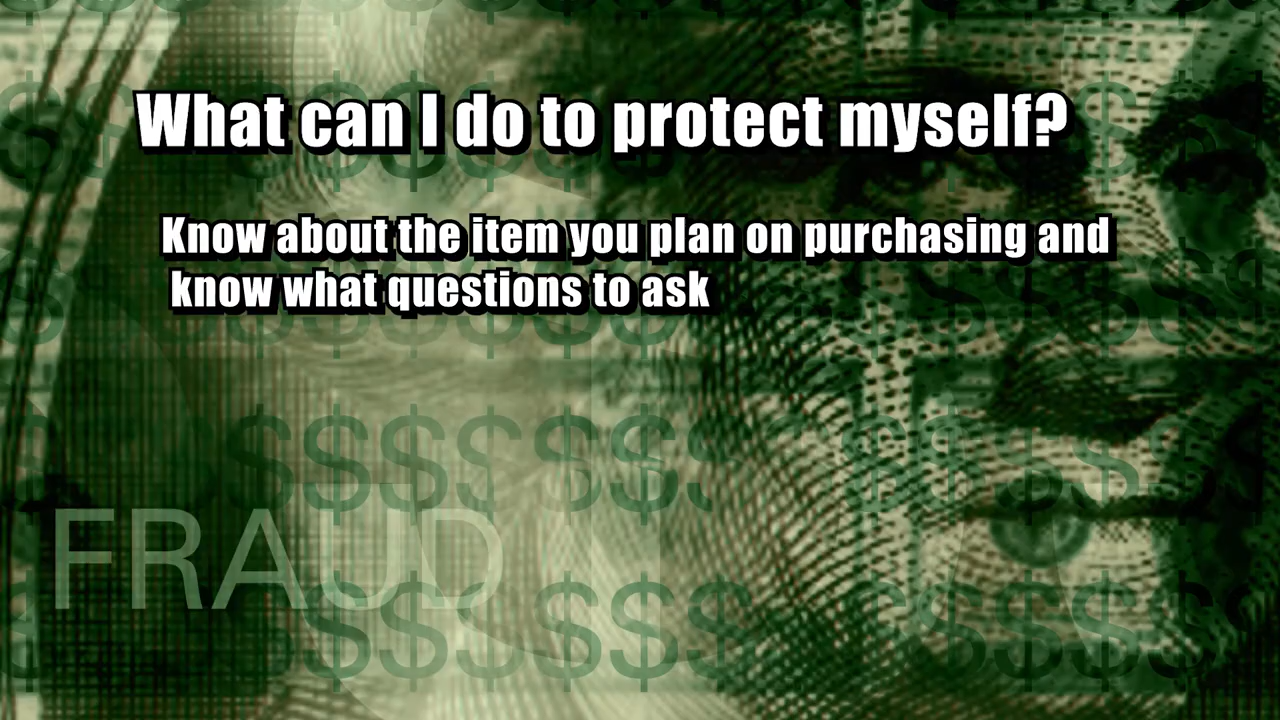 What can I do to protect myself?
Know about the item you plan on purchasing and
know what questions to ask
$$$ $$$
FRAUD
$$$ $$$ $$$